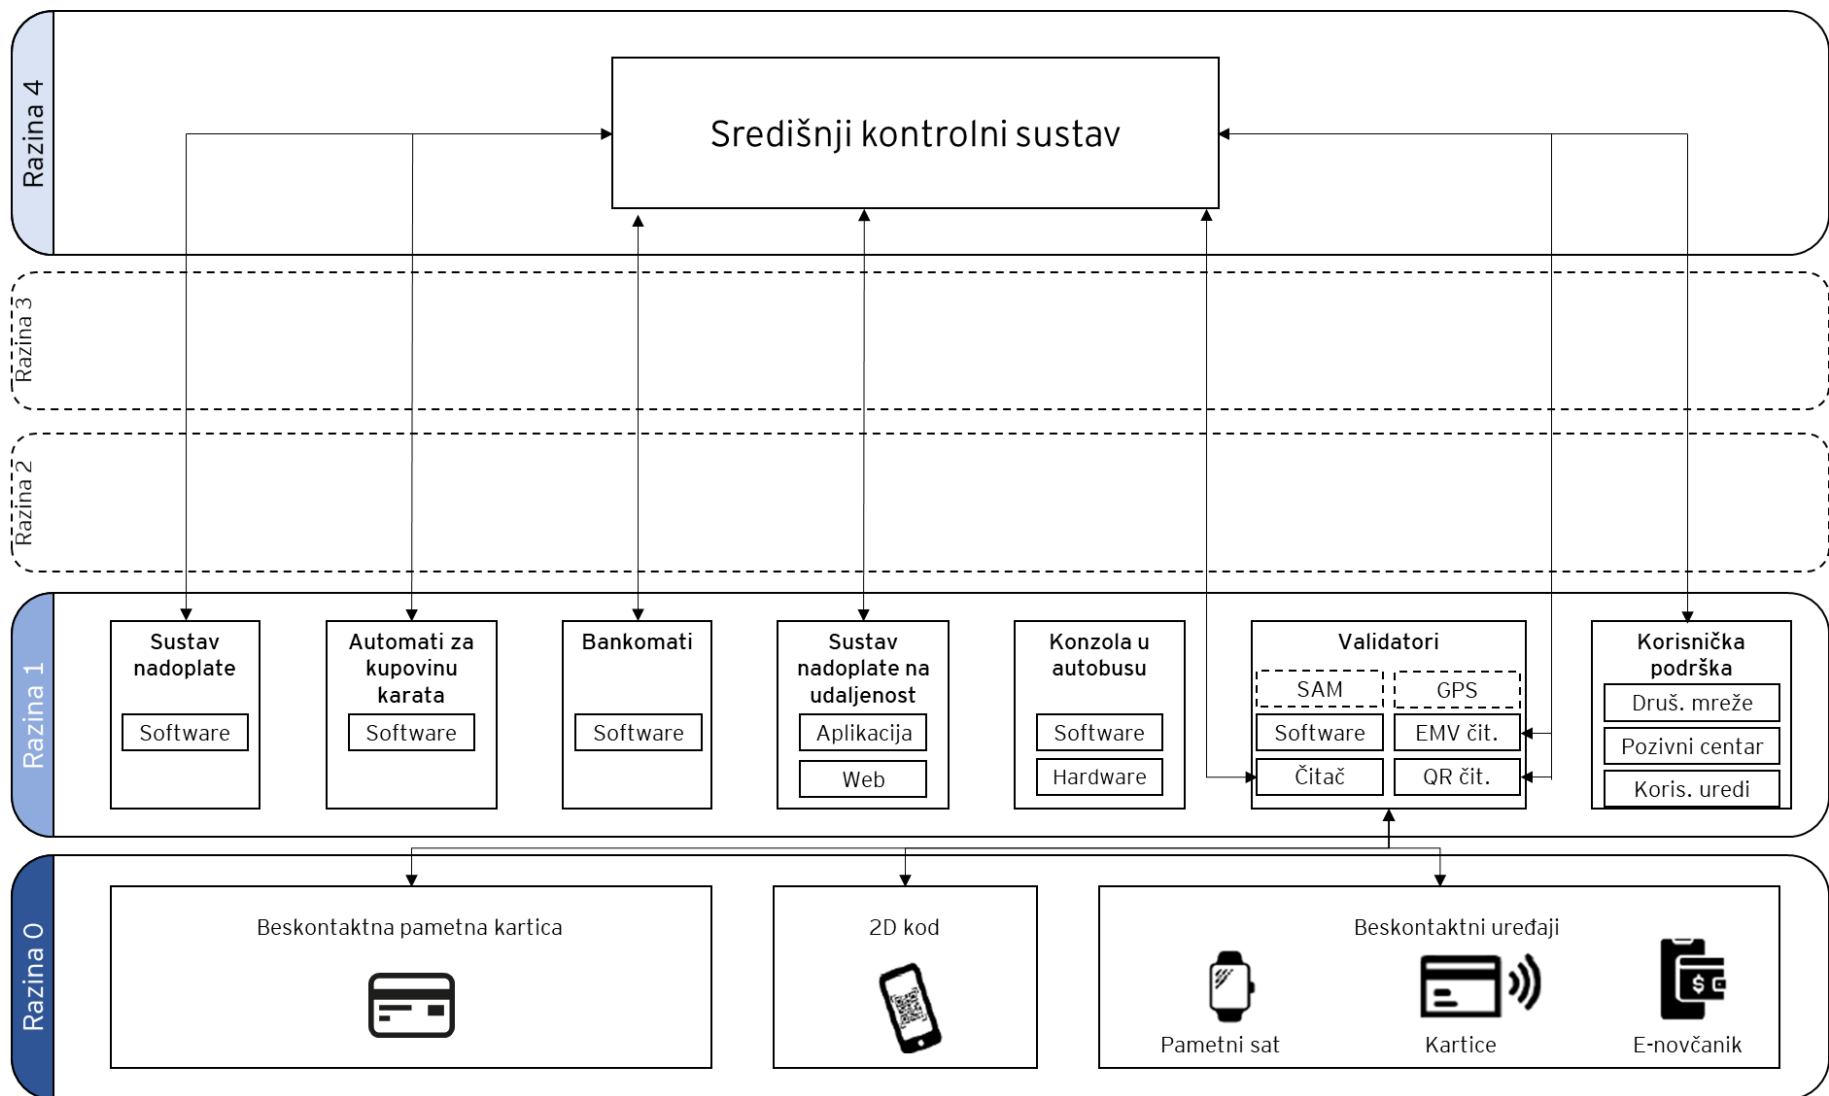 Razina 4
Središnji kontrolni sustav
Razina 3
Razina 2
Razina 1
Sustav
nadoplate
Software
Automati za
kupovinu
karata
Software
Bankomati
Software
Sustav
nadoplate na
udaljenost
Aplikacija
Web
Konzola u
autobusu
Software
Hardware
Validatori
SAM
GPS
Software
EMV čit.
Čitač
QR čit.
Korisnička
podrška
Druš. mreže
Pozivni centar
Koris. uredi
Razina 0
Beskontaktna pametna kartica
2D kod
Beskontaktni uređaji
Pametni sat
Kartice
E-novčanik